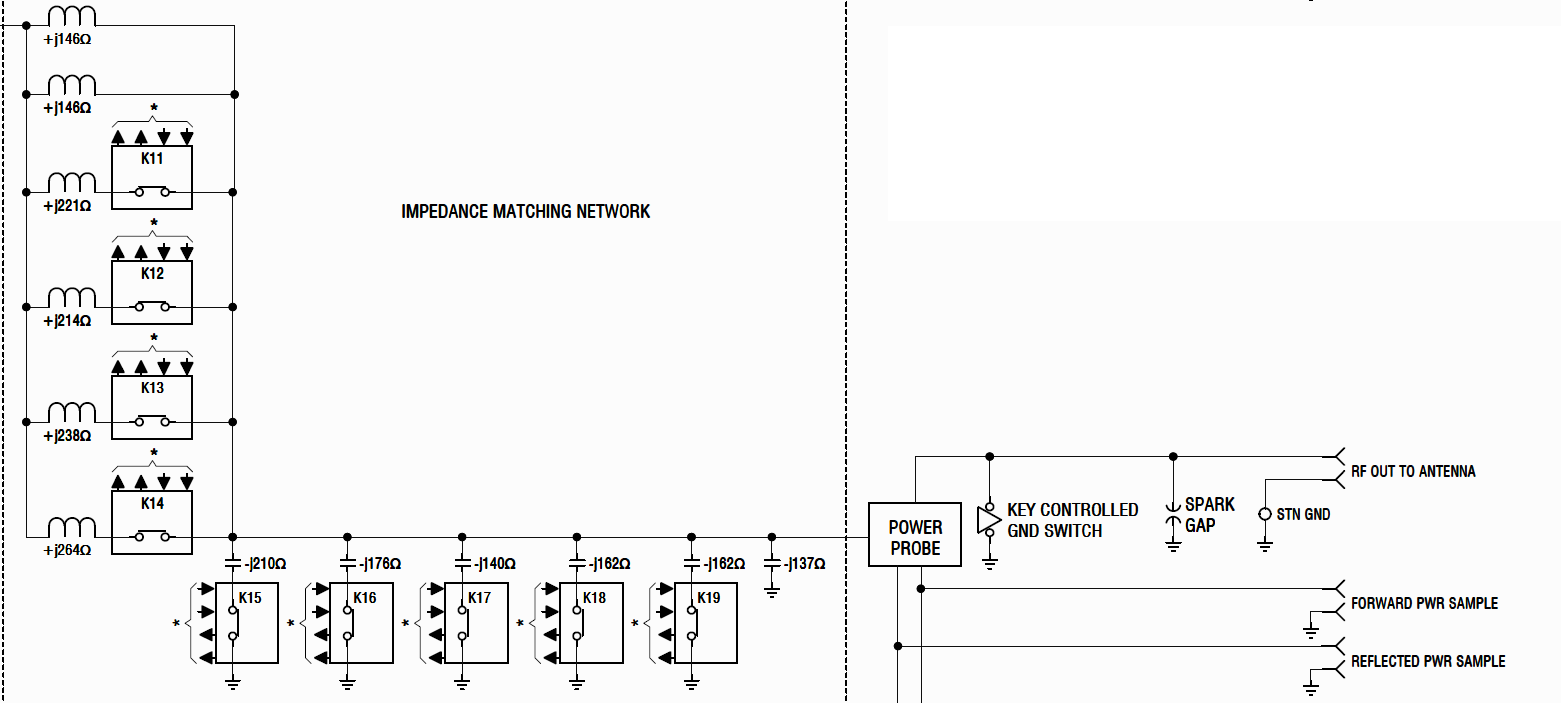 +j146Ω
+j146Ω
*
K11
+j221Ω
*
K12
+j214Ω
*
K13
+j238Ω
*
K14
+j264Ω
IMPEDANCE MATCHING NETWORK
-j210Ω
-j176Ω
-j140Ω
-j162Ω
-j162Ω
-j137Ω
* K15
* K16
* K17
* K18
* K19
POWER
PROBE
KEY CONTROLLED
GND SWITCH
SPARK
GAP
STN GND
RF OUT TO ANTENNA
FORWARD PWR SAMPLE
REFLECTED PWR SAMPLE